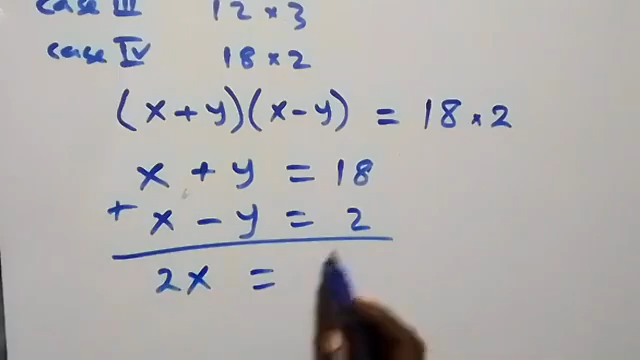 case III 12 × 3
case IV 18 × 2
(x + y)(x - y) = 18 × 2
x + y = 18
+ x - y = 2
2x =